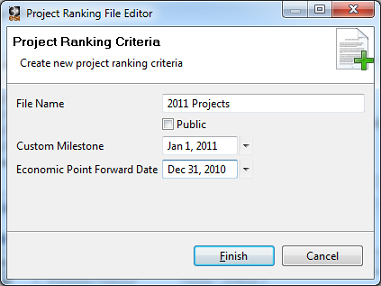 Project Ranking File Editor
Project Ranking Criteria
Create new project ranking criteria
File Name 2011 Projects
Public
Custom Milestone Jan 1, 2011
Economic Point Forward Date Dec 31, 2010
Finish Cancel